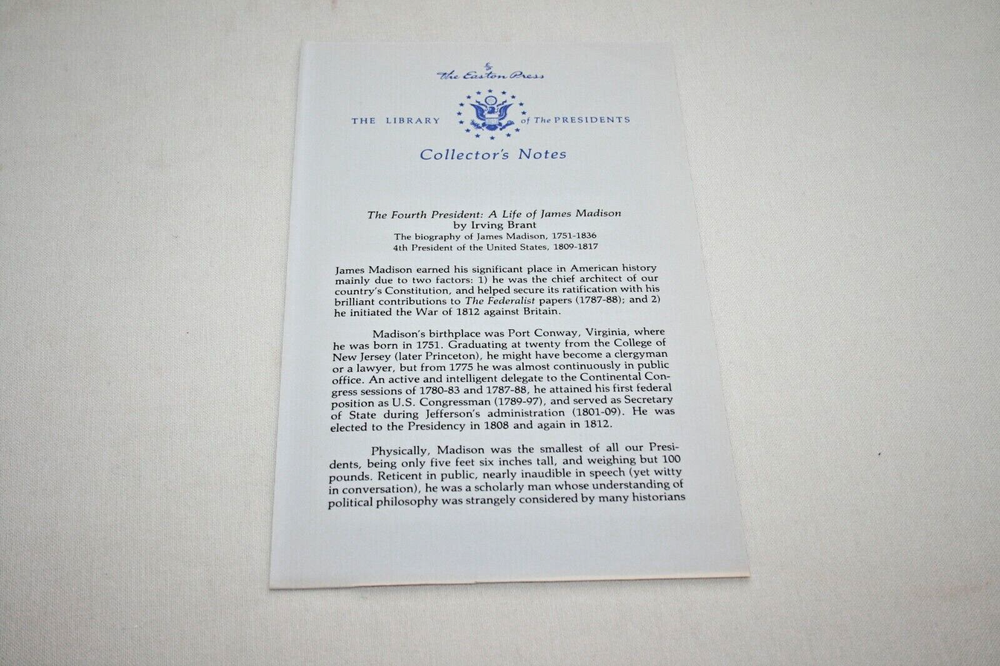 The Easton Press
THE LIBRARY of The PRESIDENTS
Collector's Notes
The Fourth President: A Life of James Madison
by Irving Brant
The biography of James Madison, 1751-1836
4th President of the United States, 1809-1817
James Madison earned his significant place in American history
mainly due to two factors: 1) he was the chief architect of our
country's Constitution, and helped secure its ratification with his
brilliant contributions to The Federalist papers (1787-88); and 2)
he initiated the War of 1812 against Britain.
Madison's birthplace was Port Conway, Virginia, where
he was born in 1751. Graduating at twenty from the College of
New Jersey (later Princeton), he might have become a clergyman
or a lawyer, but from 1775 he was almost continuously in public
office. An active and intelligent delegate to the Continental Con-
gress sessions of 1780-83 and 1787-88, he attained his first federal
position as U.S. Congressman (1789-97), and served as Secretary
of State during Jefferson's administration (1801-09). He was
elected to the Presidency in 1808 and again in 1812.
Physically, Madison was the smallest of all our Presi-
dents, being only five feet six inches tall, and weighing but 100
pounds. Reticent in public, nearly inaudible in speech (yet witty
in conversation), he was a scholarly man whose understanding of
political philosophy was strangely considered by many historians